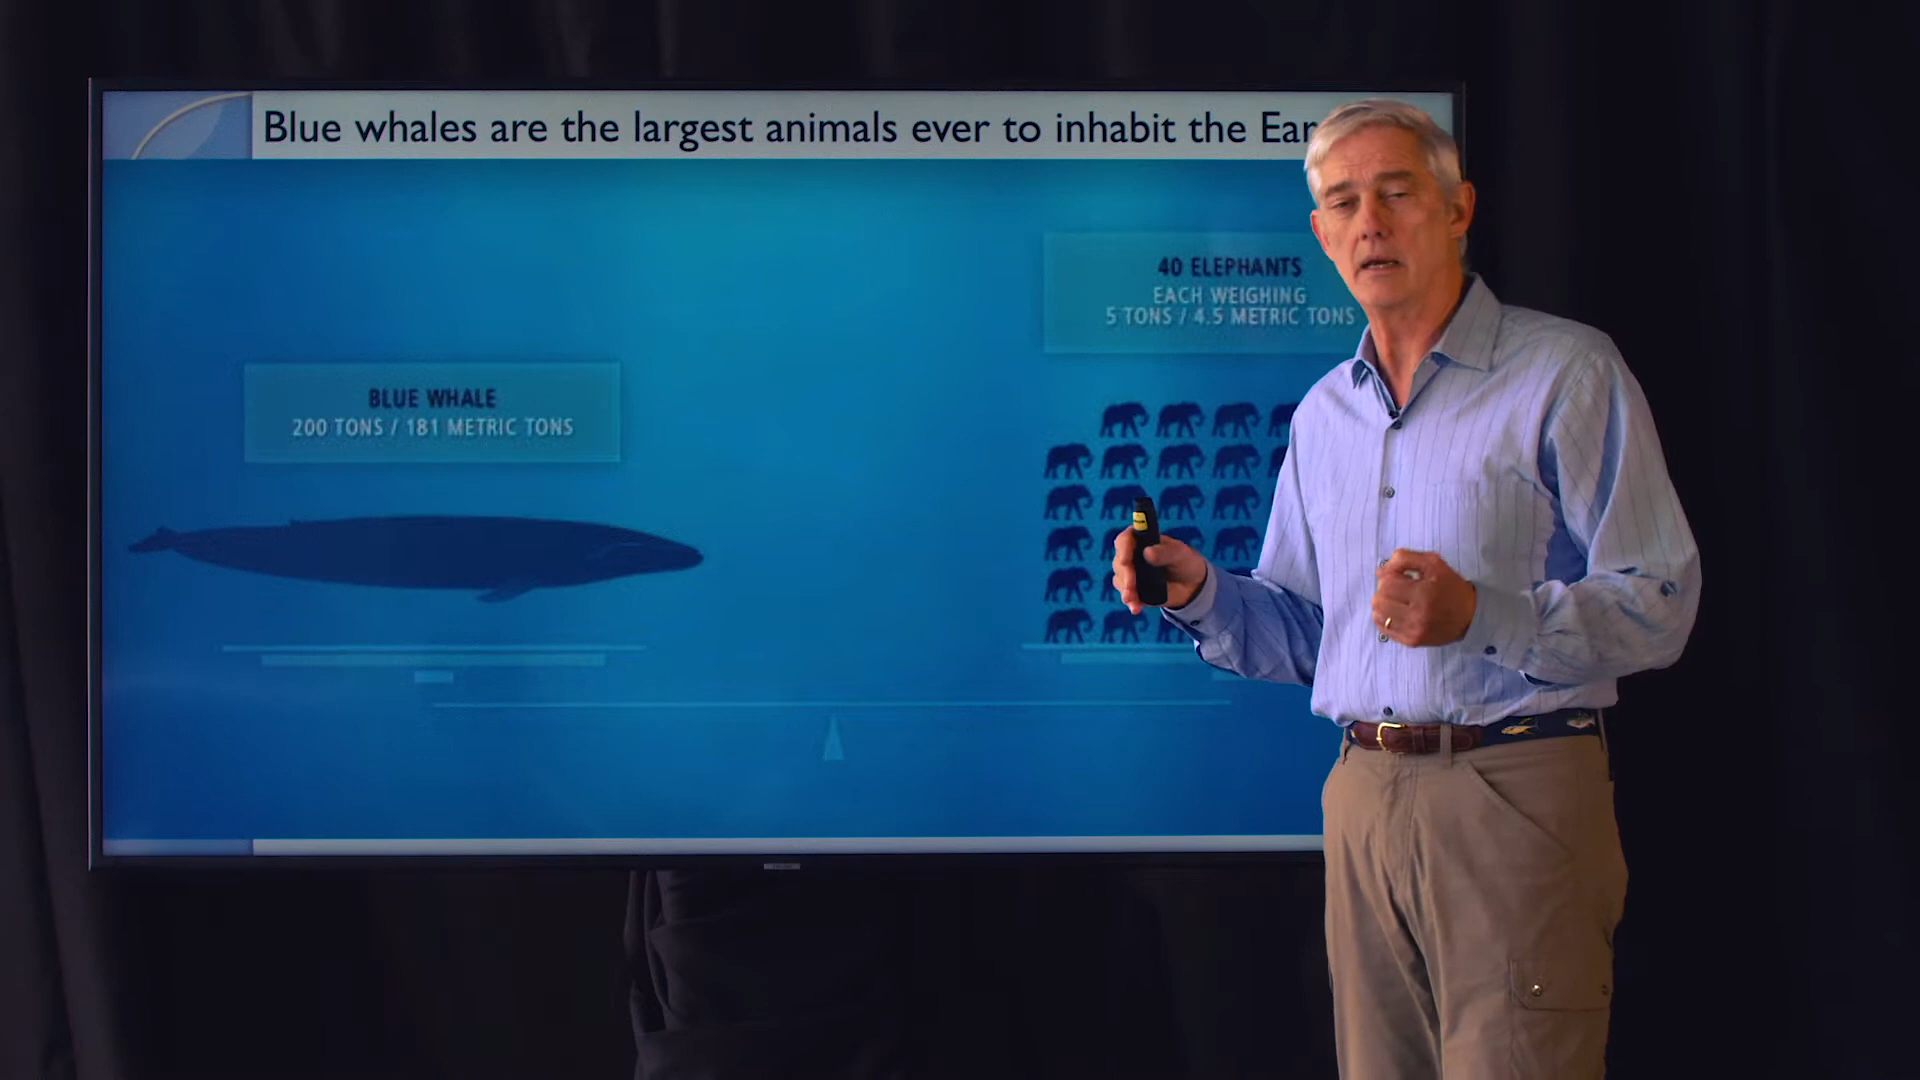 Blue whales are the largest animals ever to inhabit the Ear
40 ELEPHANTS
EACH WEIGHING
5 TONS / 4.5 METRIC TONS
BLUE WHALE
200 TONS / 181 METRIC TONS